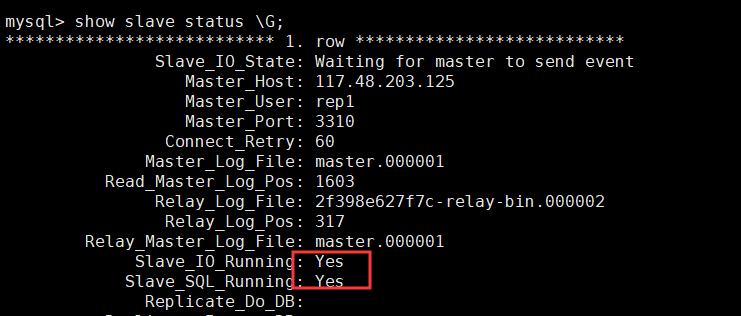 mysql> show slave status \G;
*************************** 1. row ***************************
Slave_IO_State: Waiting for master to send event
Master_Host: 117.48.203.125
Master_User: rep1
Master_Port: 3310
Connect_Retry: 60
Master_Log_File: master.000001
Read_Master_Log_Pos: 1603
Relay_Log_File: 2f398e627f7c-relay-bin.000002
Relay_Log_Pos: 317
Relay_Master_Log_File: master.000001
Slave_IO_Running: Yes
Slave_SQL_Running: Yes
Replicate_Do_DB: